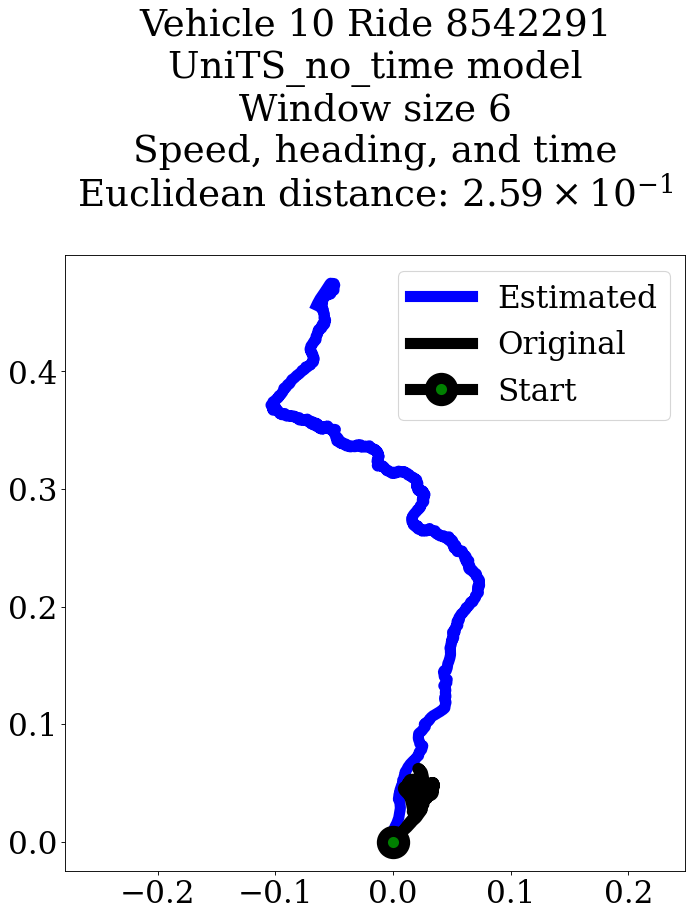 Vehicle 10 Ride 8542291
UniTS_no_time model
Window size 6
Speed, heading, and time
Euclidean distance: 2.59 × 10⁻¹
Estimated
Original
Start
0.4
0.3
0.2
0.1
0.0
−0.2
−0.1
0.0
0.1
0.2